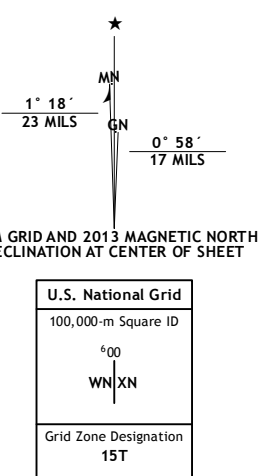 ★
MN
1° 18´
23 MILS
GN
0° 58´
17 MILS
GRID AND 2013 MAGNETIC NORTH
ECLINATION AT CENTER OF SHEET
U.S. National Grid
100,000-m Square ID
⁶00
WN XN
Grid Zone Designation
15T